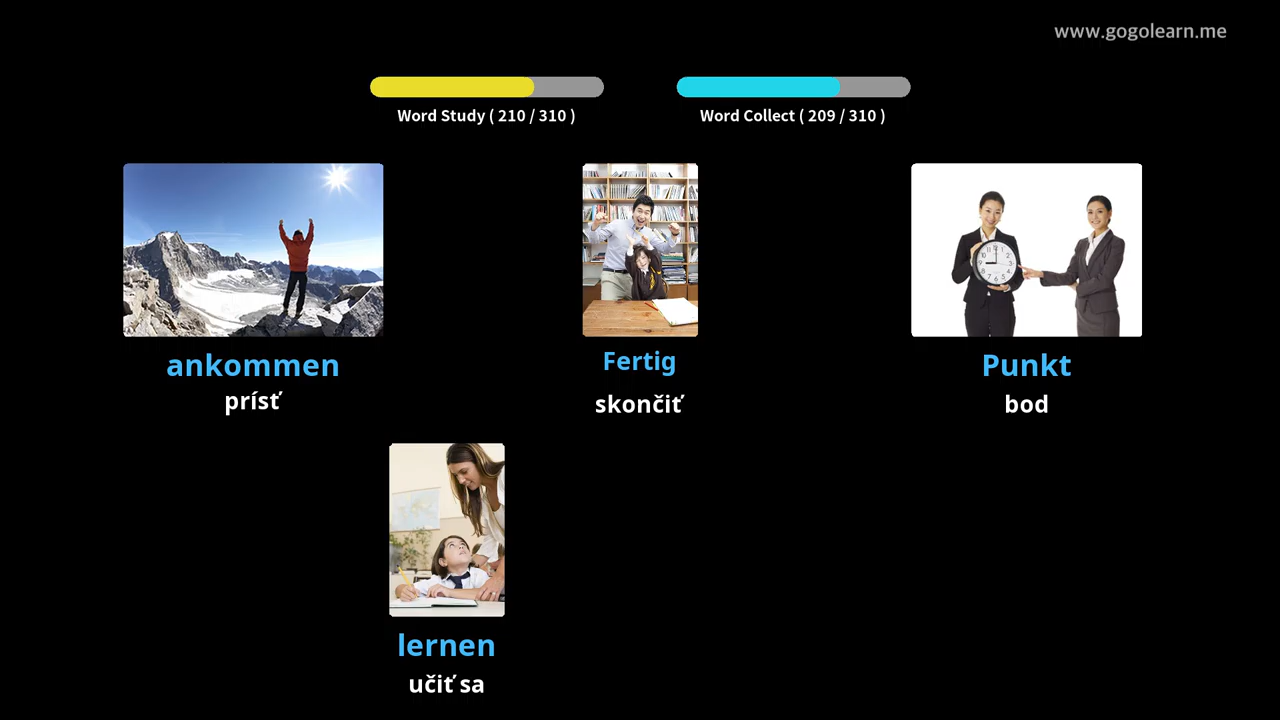 www.gogolearn.me
Word Study ( 210 / 310 )
Word Collect ( 209 / 310 )
ankommen
prísť
Fertig
skončiť
Punkt
bod
lernen
učiť sa